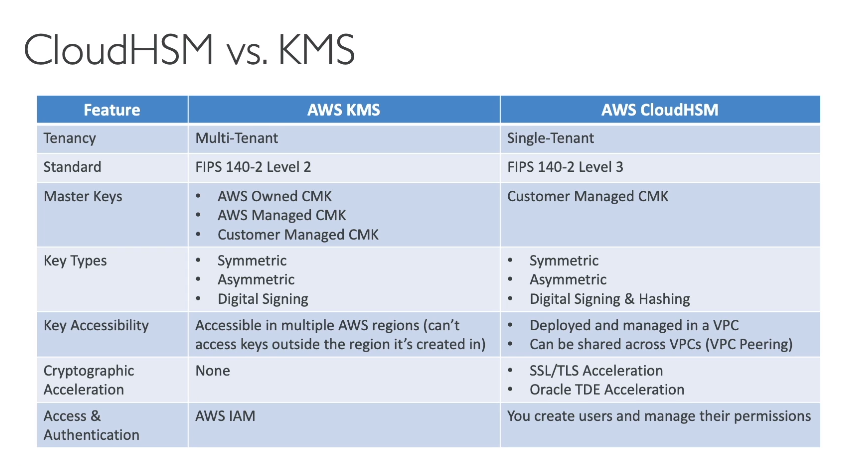 CloudHSM vs. KMS
Feature
AWS KMS
AWS CloudHSM
Tenancy
Multi-Tenant
Single-Tenant
Standard
FIPS 140-2 Level 2
FIPS 140-2 Level 3
Master Keys
• AWS Owned CMK
• AWS Managed CMK
• Customer Managed CMK
Customer Managed CMK
Key Types
• Symmetric
• Asymmetric
• Digital Signing
• Symmetric
• Asymmetric
• Digital Signing & Hashing
Key Accessibility
Accessible in multiple AWS regions (can't
access keys outside the region it's created in)
• Deployed and managed in a VPC
• Can be shared across VPCs (VPC Peering)
Cryptographic
Acceleration
None
• SSL/TLS Acceleration
• Oracle TDE Acceleration
Access &
Authentication
AWS IAM
You create users and manage their permissions